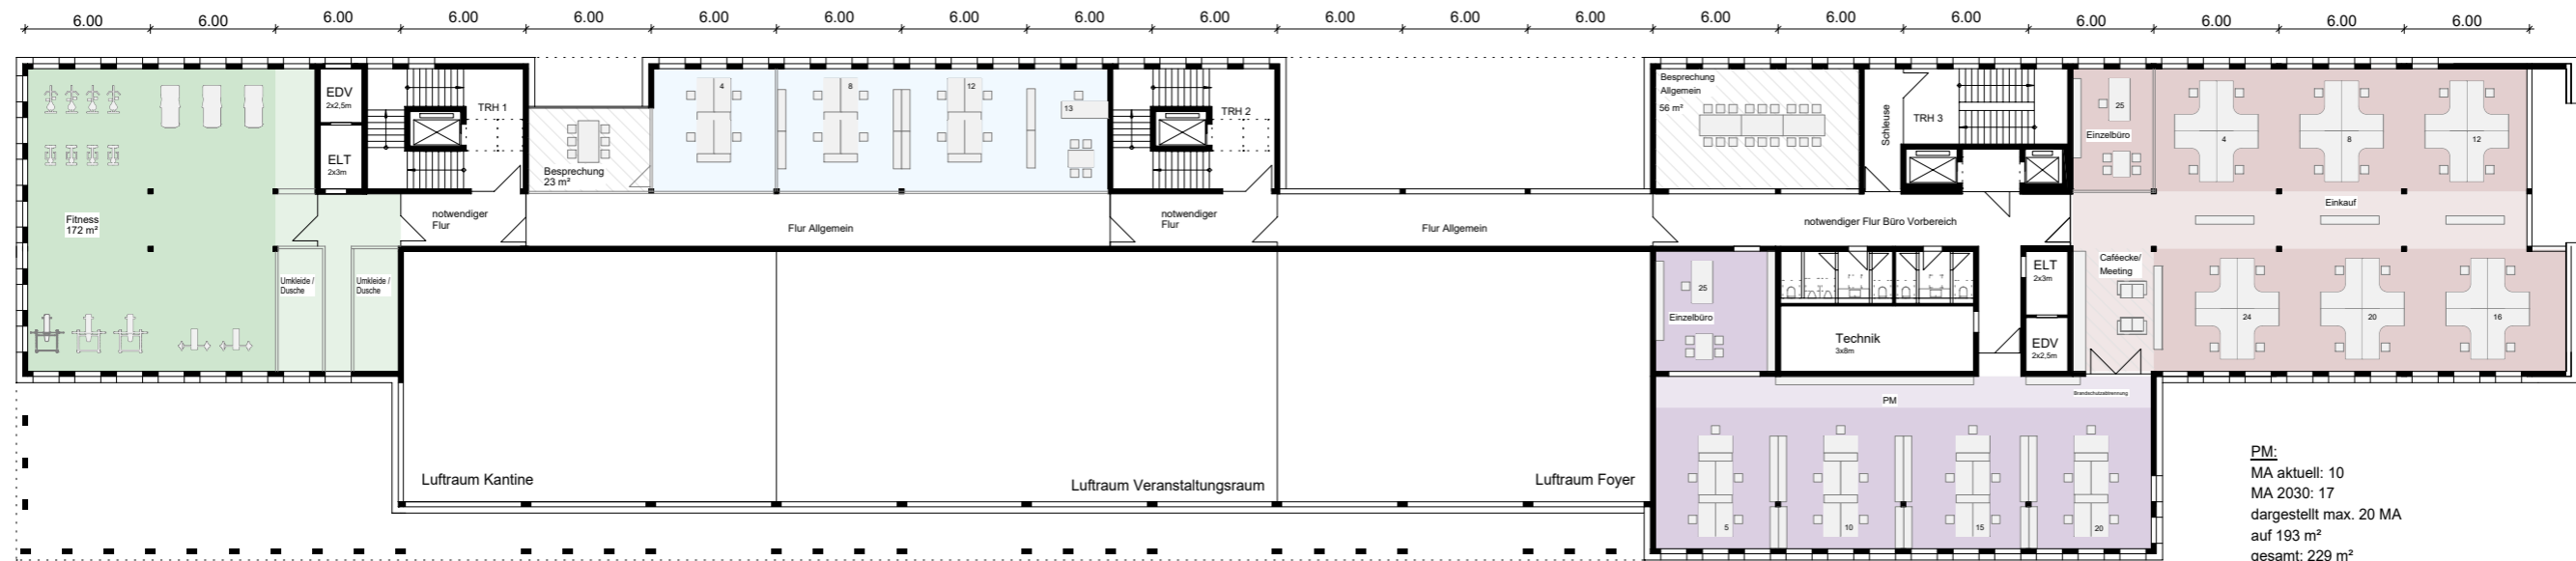 6.00 6.00 6.00 6.00 6.00 6.00 6.00 6.00 6.00 6.00 6.00 6.00 6.00 6.00 6.00 6.00 6.00 6.00 6.00 6.00
EDV
2x2,5m
ELT
2x3m
TRH 1
Besprechung
23 m²
4
8
12
13
TRH 2
Besprechung
Allgemein
56 m²
Schleuse
TRH 3
25
Einzelbüro
4
8
12
Fitness
172 m²
notwendiger
Flur
Flur Allgemein
notwendiger
Flur
Flur Allgemein
notwendiger Flur Büro Vorbereich
Einkauf
Umkleide /
Dusche
Umkleide /
Dusche
25
Einzelbüro
Technik
3x8m
ELT
2x3m
EDV
2x2,5m
Caféecke/
Meeting
24
20
16
PM
Brandschutzabtrennung
Luftraum Kantine
Luftraum Veranstaltungsraum
Luftraum Foyer
5
10
15
20
PM:
MA aktuell: 10
MA 2030: 17
dargestellt max. 20 MA
auf 193 m²
gesamt: 229 m²